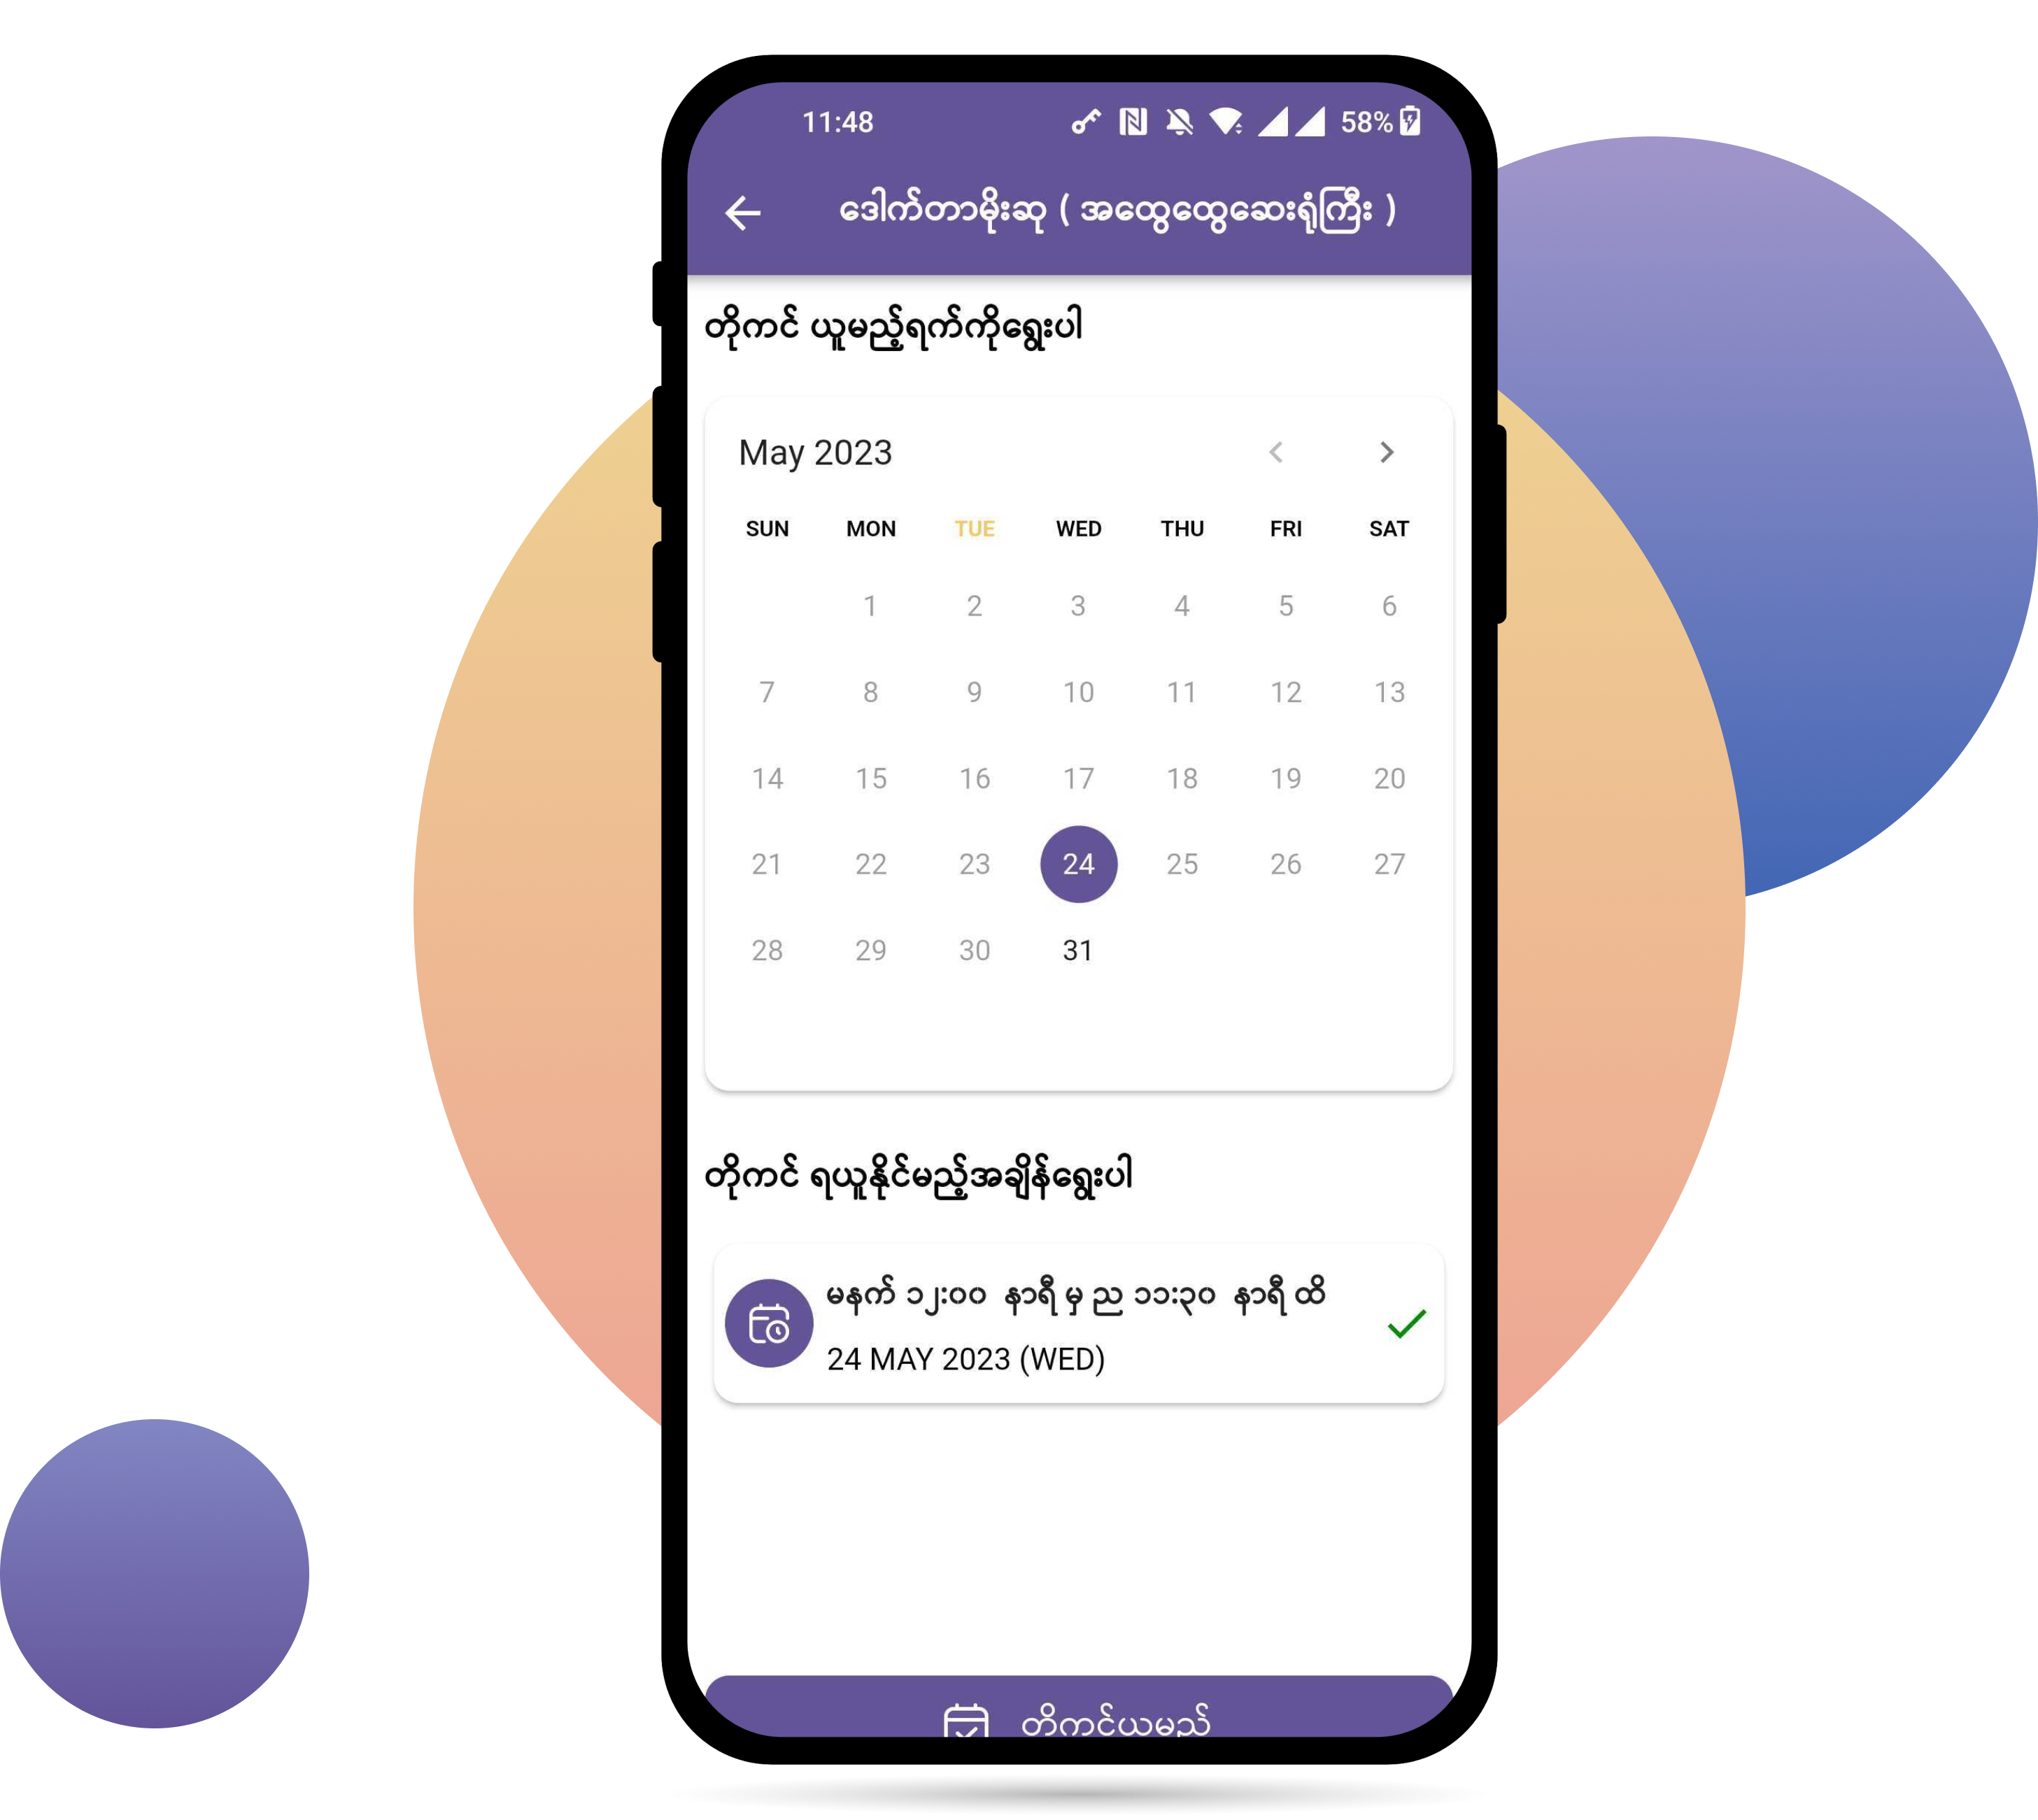 11:48 58%
ဒေါက်တာမိုးဆု ( အထွေထွေဆေးရုံကြီး )
တိုကင် ယူမည့်ရက်ကိုရွေးပါ
May 2023
SUN MON TUE WED THU FRI SAT
1 2 3 4 5 6
7 8 9 10 11 12 13
14 15 16 17 18 19 20
21 22 23 24 25 26 27
28 29 30 31
တိုကင် ရယူနိုင်မည့်အချိန်ရွေးပါ
မနက် ၁၂:၀၀ နာရီ မှ ည ၁၁:၃၀ နာရီ ထိ
24 MAY 2023 (WED)
တိုကင်ယူမည်